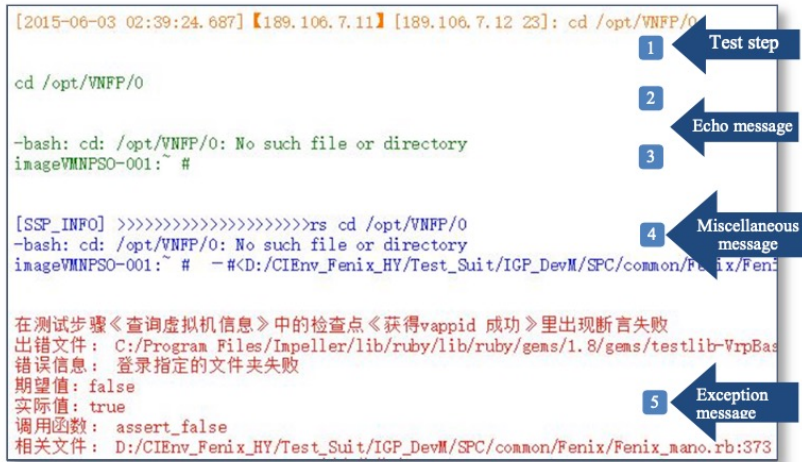 [2015-06-03 02:39:24.687]【189.106.7.11】[189.106.7.12 23]: cd /opt/VNFP/0
1
Test step
cd /opt/VNFP/0
2
Echo message
-bash: cd: /opt/VNFP/0: No such file or directory
imageVMNPSO-001:~ #
3
[SSP_INFO] >>>>>>>>>>>>>>>>>>>>>rs cd /opt/VNFP/0
4
Miscellaneous
message
-bash: cd: /opt/VNFP/0: No such file or directory
imageVMNPSO-001:~ # —#<D:/CIEnv_Fenix_HY/Test_Suit/IGP_DevM/SPC/common/Fenix/Feni
在测试步骤《查询虚拟机信息》中的检查点《获得vappid 成功》里出现断言失败
出错文件: C:/Program Files/Impeller/lib/ruby/lib/ruby/gems/1.8/gems/testlib-VrpBas
错误信息: 登录指定的文件夹失败
期望值: false
实际值: true
5
Exception
message
调用函数: assert_false
相关文件: D:/CIEnv_Fenix_HY/Test_Suit/IGP_DevM/SPC/common/Fenix/Fenix_mano.rb:373